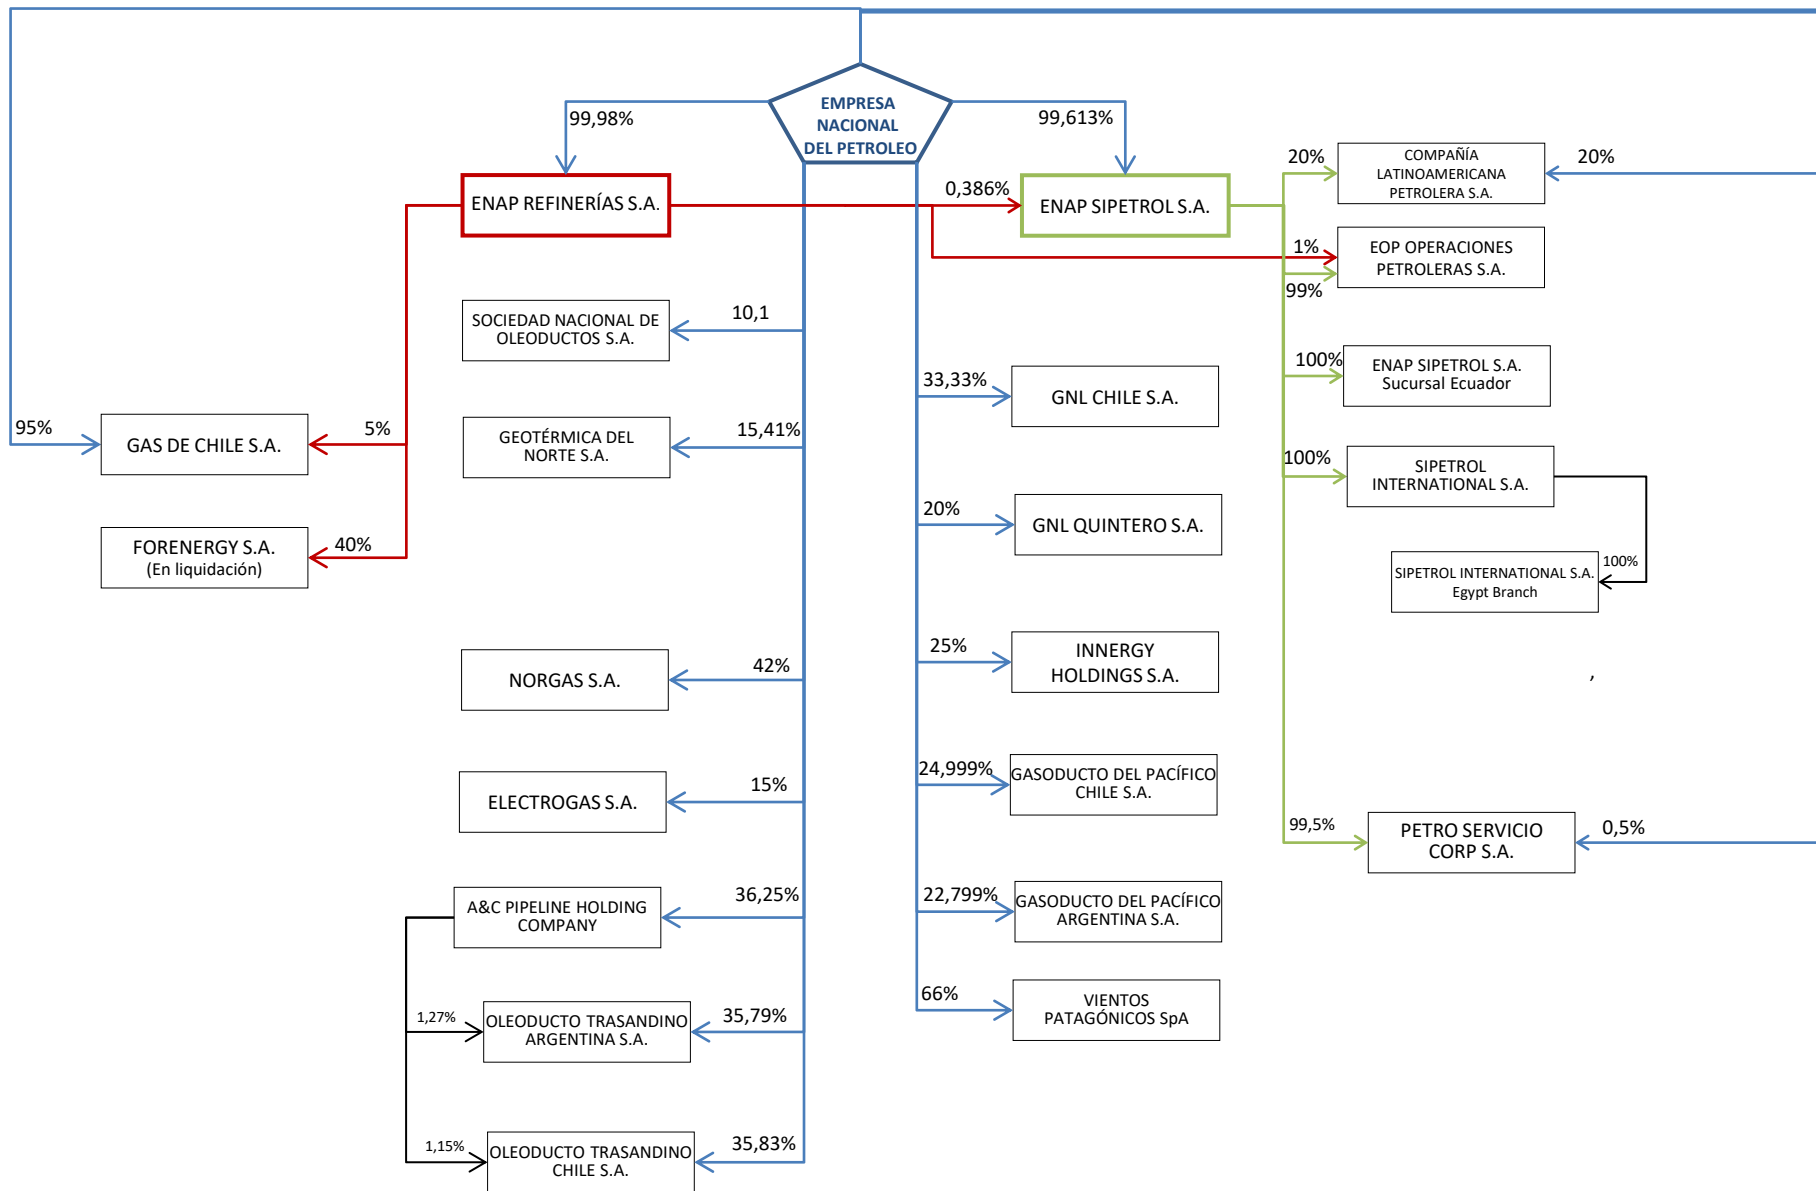 EMPRESA
NACIONAL
DEL PETROLEO
99,98%
99,613%
ENAP REFINERÍAS S.A.
0,386%
ENAP SIPETROL S.A.
20%
COMPAÑÍA
LATINOAMERICANA
PETROLERA S.A.
20%
1%
EOP OPERACIONES
PETROLERAS S.A.
99%
SOCIEDAD NACIONAL DE
OLEODUCTOS S.A.
10,1
100%
ENAP SIPETROL S.A.
Sucursal Ecuador
33,33%
GNL CHILE S.A.
95%
GAS DE CHILE S.A.
5%
GEOTÉRMICA DEL
NORTE S.A.
15,41%
100%
SIPETROL
INTERNATIONAL S.A.
20%
GNL QUINTERO S.A.
FORENERGY S.A.
(En liquidación)
40%
SIPETROL INTERNATIONAL S.A.
Egypt Branch
100%
NORGAS S.A.
42%
25%
INNERGY
HOLDINGS S.A.
,
ELECTROGAS S.A.
15%
24,999%
GASODUCTO DEL PACÍFICO
CHILE S.A.
99,5%
PETRO SERVICIO
CORP S.A.
0,5%
A&C PIPELINE HOLDING
COMPANY
36,25%
22,799%
GASODUCTO DEL PACÍFICO
ARGENTINA S.A.
1,27%
OLEODUCTO TRASANDINO
ARGENTINA S.A.
35,79%
66%
VIENTOS
PATAGÓNICOS SpA
1,15%
OLEODUCTO TRASANDINO
CHILE S.A.
35,83%